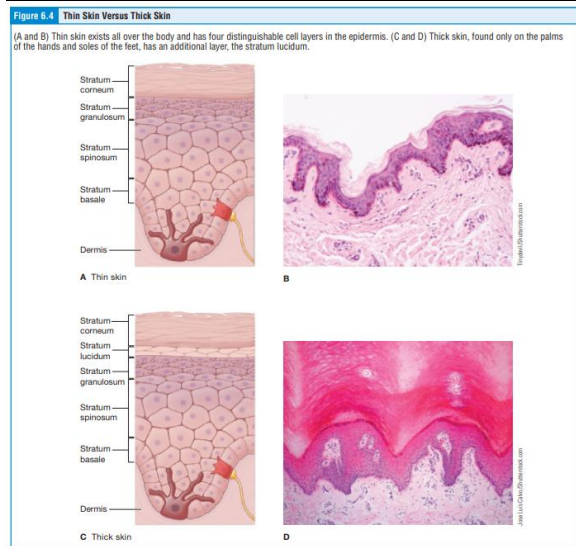 Figure 6.4 Thin Skin Versus Thick Skin
(A and B) Thin skin exists all over the body and has four distinguishable cell layers in the epidermis. (C and D) Thick skin, found only on the palms
of the hands and soles of the feet, has an additional layer, the stratum lucidum.
Stratum
corneum
Stratum
granulosum
Stratum
spinosum
Stratum
basale
Dermis
A Thin skin
B
Stratum
corneum
Stratum
lucidum
Stratum
granulosum
Stratum
spinosum
Stratum
basale
Dermis
C Thick skin
D